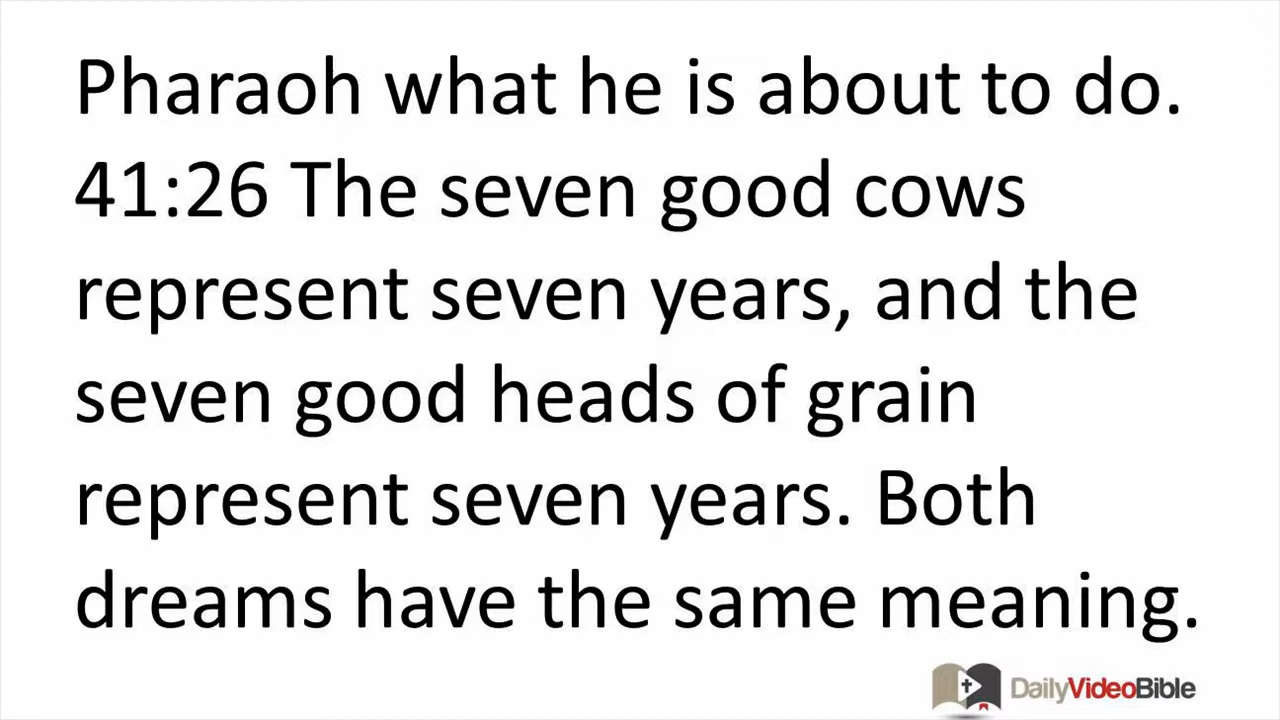 Pharaoh what he is about to do.
41:26 The seven good cows
represent seven years, and the
seven good heads of grain
represent seven years. Both
dreams have the same meaning.
DailyVideoBible